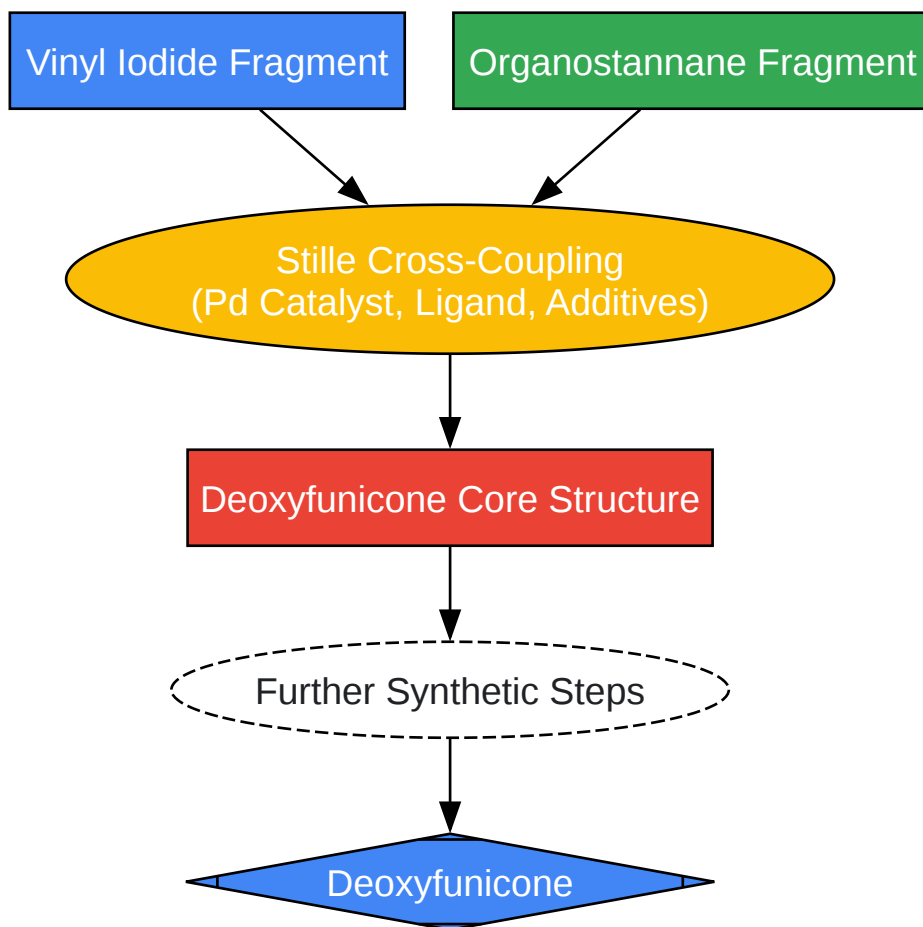 Vinyl Iodide Fragment
Organostannane Fragment
Stille Cross-Coupling
(Pd Catalyst, Ligand, Additives)
Deoxyfunicone Core Structure
Further Synthetic Steps
Deoxyfunicone